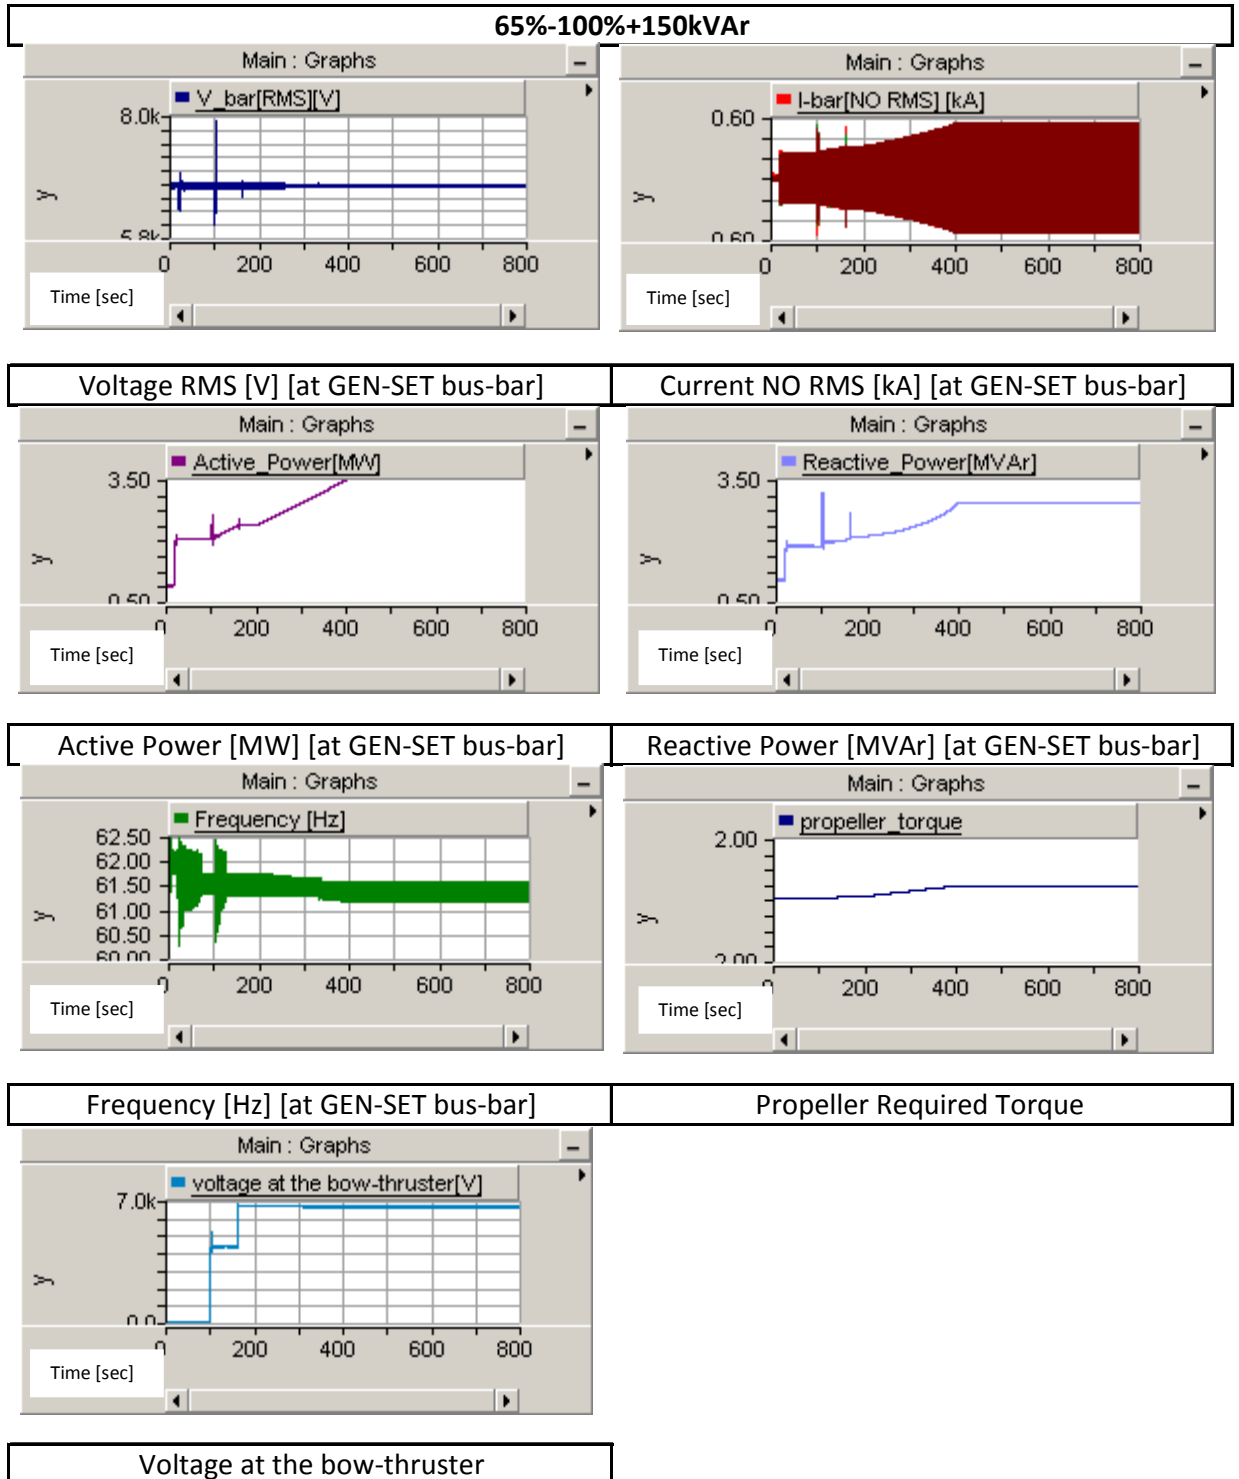 65%-100%+150kVAr
Main : Graphs
V_bar[RMS][V]
8.0k
y
5.8k
0 200 400 600 800
Time [sec]
Main : Graphs
I-bar[NO RMS] [kA]
0.60
y
0.60
0 200 400 600 800
Time [sec]
Voltage RMS [V] [at GEN-SET bus-bar]
Current NO RMS [kA] [at GEN-SET bus-bar]
Main : Graphs
Active_Power[MW]
3.50
y
0.50
200 400 600 800
Time [sec]
Main : Graphs
Reactive_Power[MVAr]
3.50
y
0.50
200 400 600 800
Time [sec]
Active Power [MW] [at GEN-SET bus-bar]
Reactive Power [MVAr] [at GEN-SET bus-bar]
Main : Graphs
Frequency [Hz]
62.50
62.00
61.50
61.00
60.50
60.00
y
200 400 600 800
Time [sec]
Main : Graphs
propeller_torque
2.00
y
2.00
200 400 600 800
Time [sec]
Frequency [Hz] [at GEN-SET bus-bar]
Propeller Required Torque
Main : Graphs
voltage at the bow-thruster[V]
7.0k
y
0.0
200 400 600 800
Time [sec]
Voltage at the bow-thruster